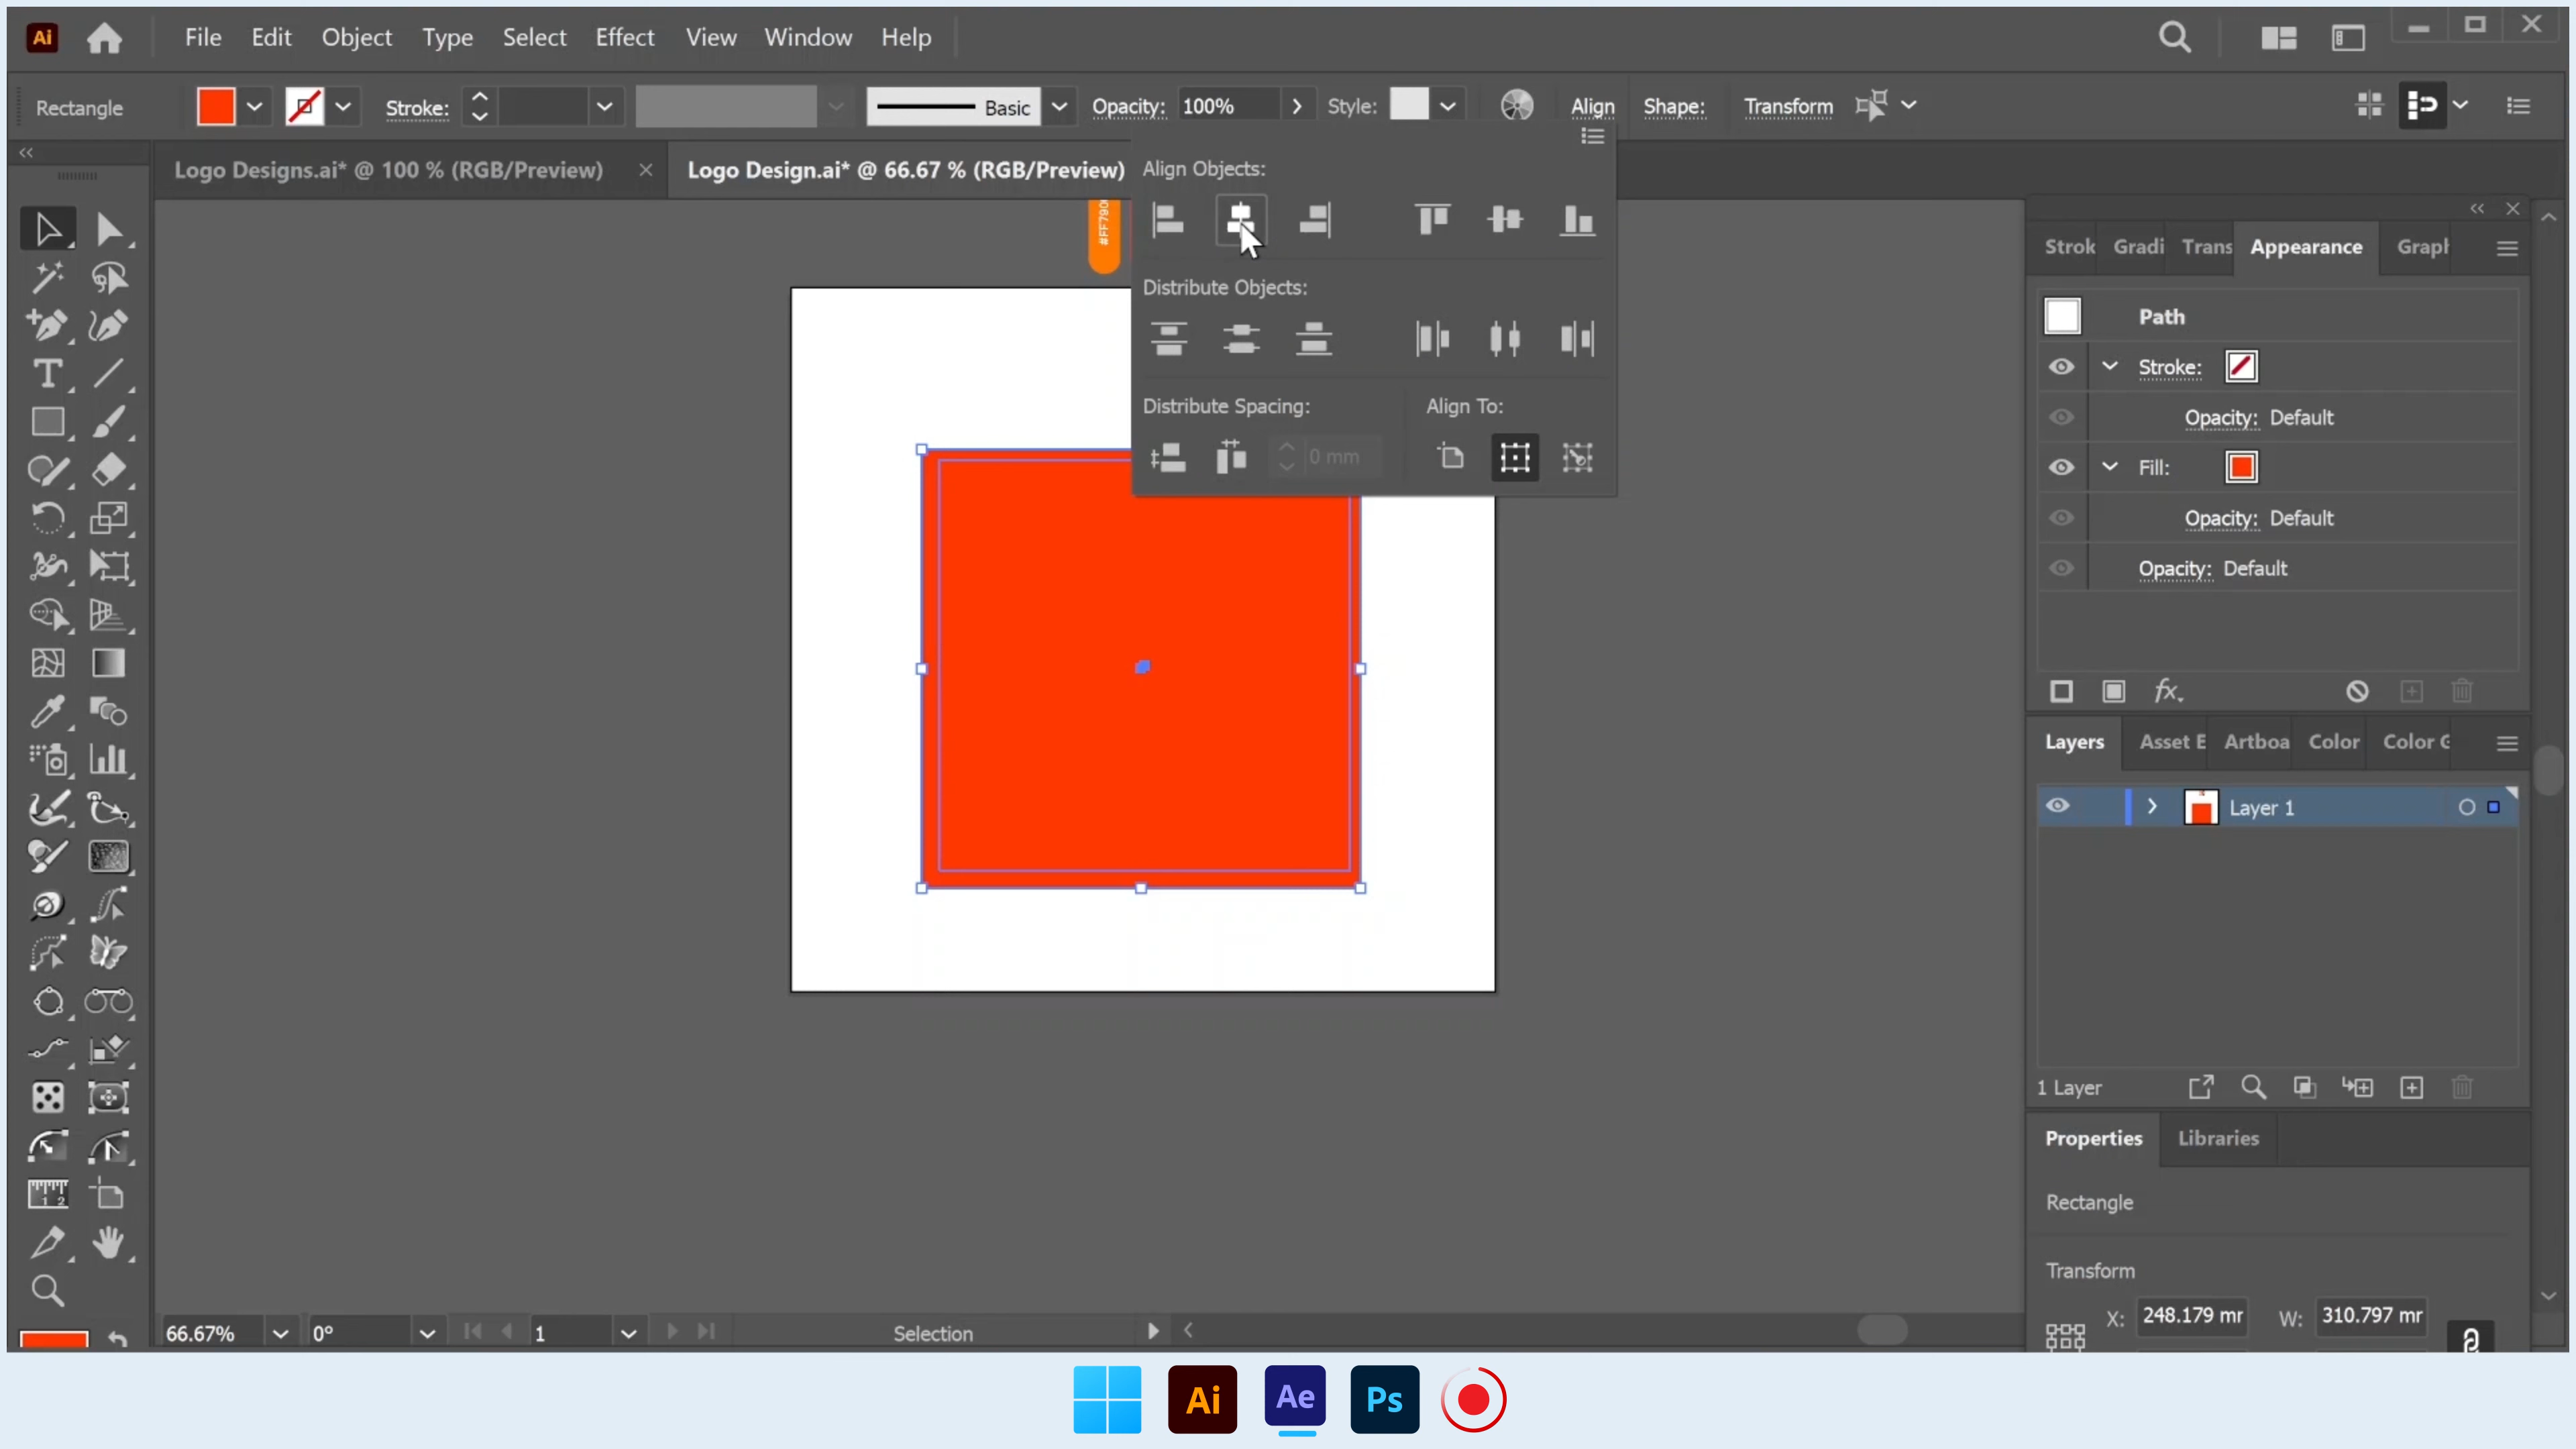 Ai File Edit Object Type Select Effect View Window Help
Rectangle Stroke: Basic Opacity: 100% Style: Align Shape: Transform
Logo Designs.ai* @ 100 % (RGB/Preview) × Logo Design.ai* @ 66.67 % (RGB/Preview)
Align Objects:
Distribute Objects:
Distribute Spacing: Align To:
0 mm
Strok Gradi Trans Appearance Graph
Path
Stroke:
Opacity: Default
Fill:
Opacity: Default
Opacity: Default
fx
Layers Asset E Artboa Color Color G
Layer 1
1 Layer
Properties Libraries
Rectangle
Transform
X: 248.179 mr W: 310.797 mr
66.67% 0° 1 Selection
Ai Ae Ps